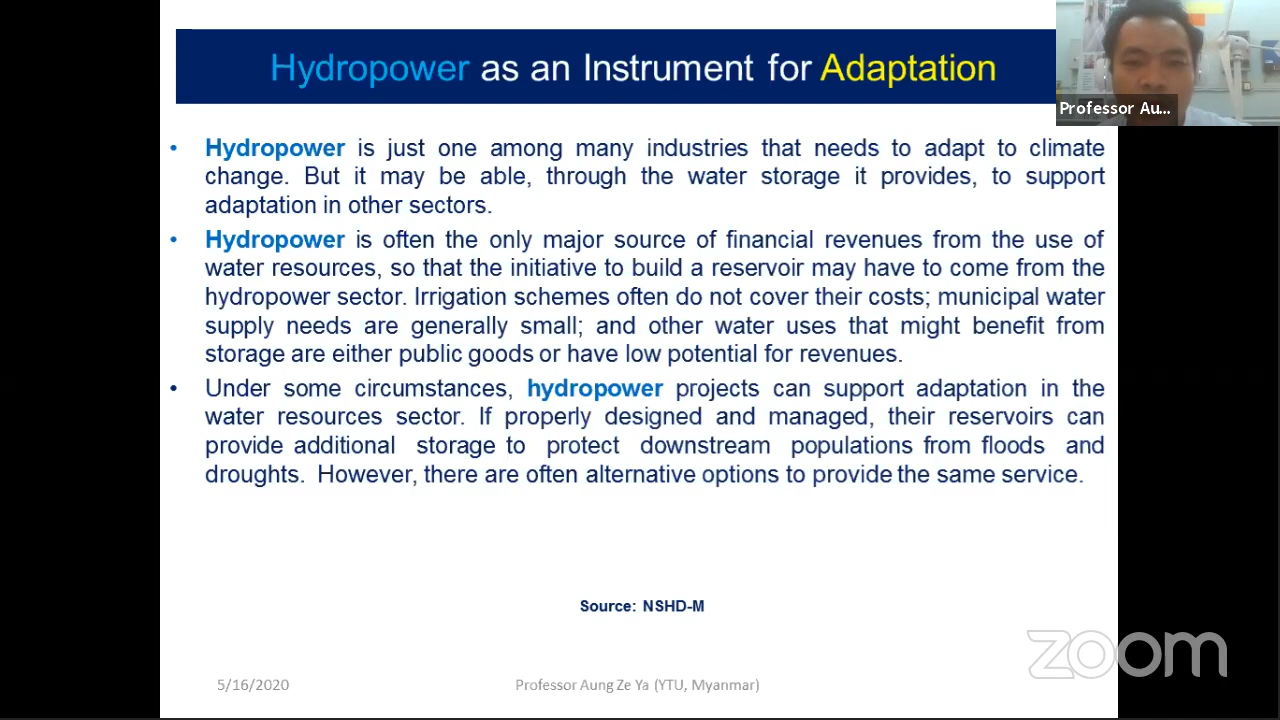 Hydropower as an Instrument for Adaptation
Professor Au...
• Hydropower is just one among many industries that needs to adapt to climate
change. But it may be able, through the water storage it provides, to support
adaptation in other sectors.
• Hydropower is often the only major source of financial revenues from the use of
water resources, so that the initiative to build a reservoir may have to come from the
hydropower sector. Irrigation schemes often do not cover their costs; municipal water
supply needs are generally small; and other water uses that might benefit from
storage are either public goods or have low potential for revenues.
• Under some circumstances, hydropower projects can support adaptation in the
water resources sector. If properly designed and managed, their reservoirs can
provide additional storage to protect downstream populations from floods and
droughts. However, there are often alternative options to provide the same service.
Source: NSHD-M
zoom
5/16/2020
Professor Aung Ze Ya (YTU, Myanmar)